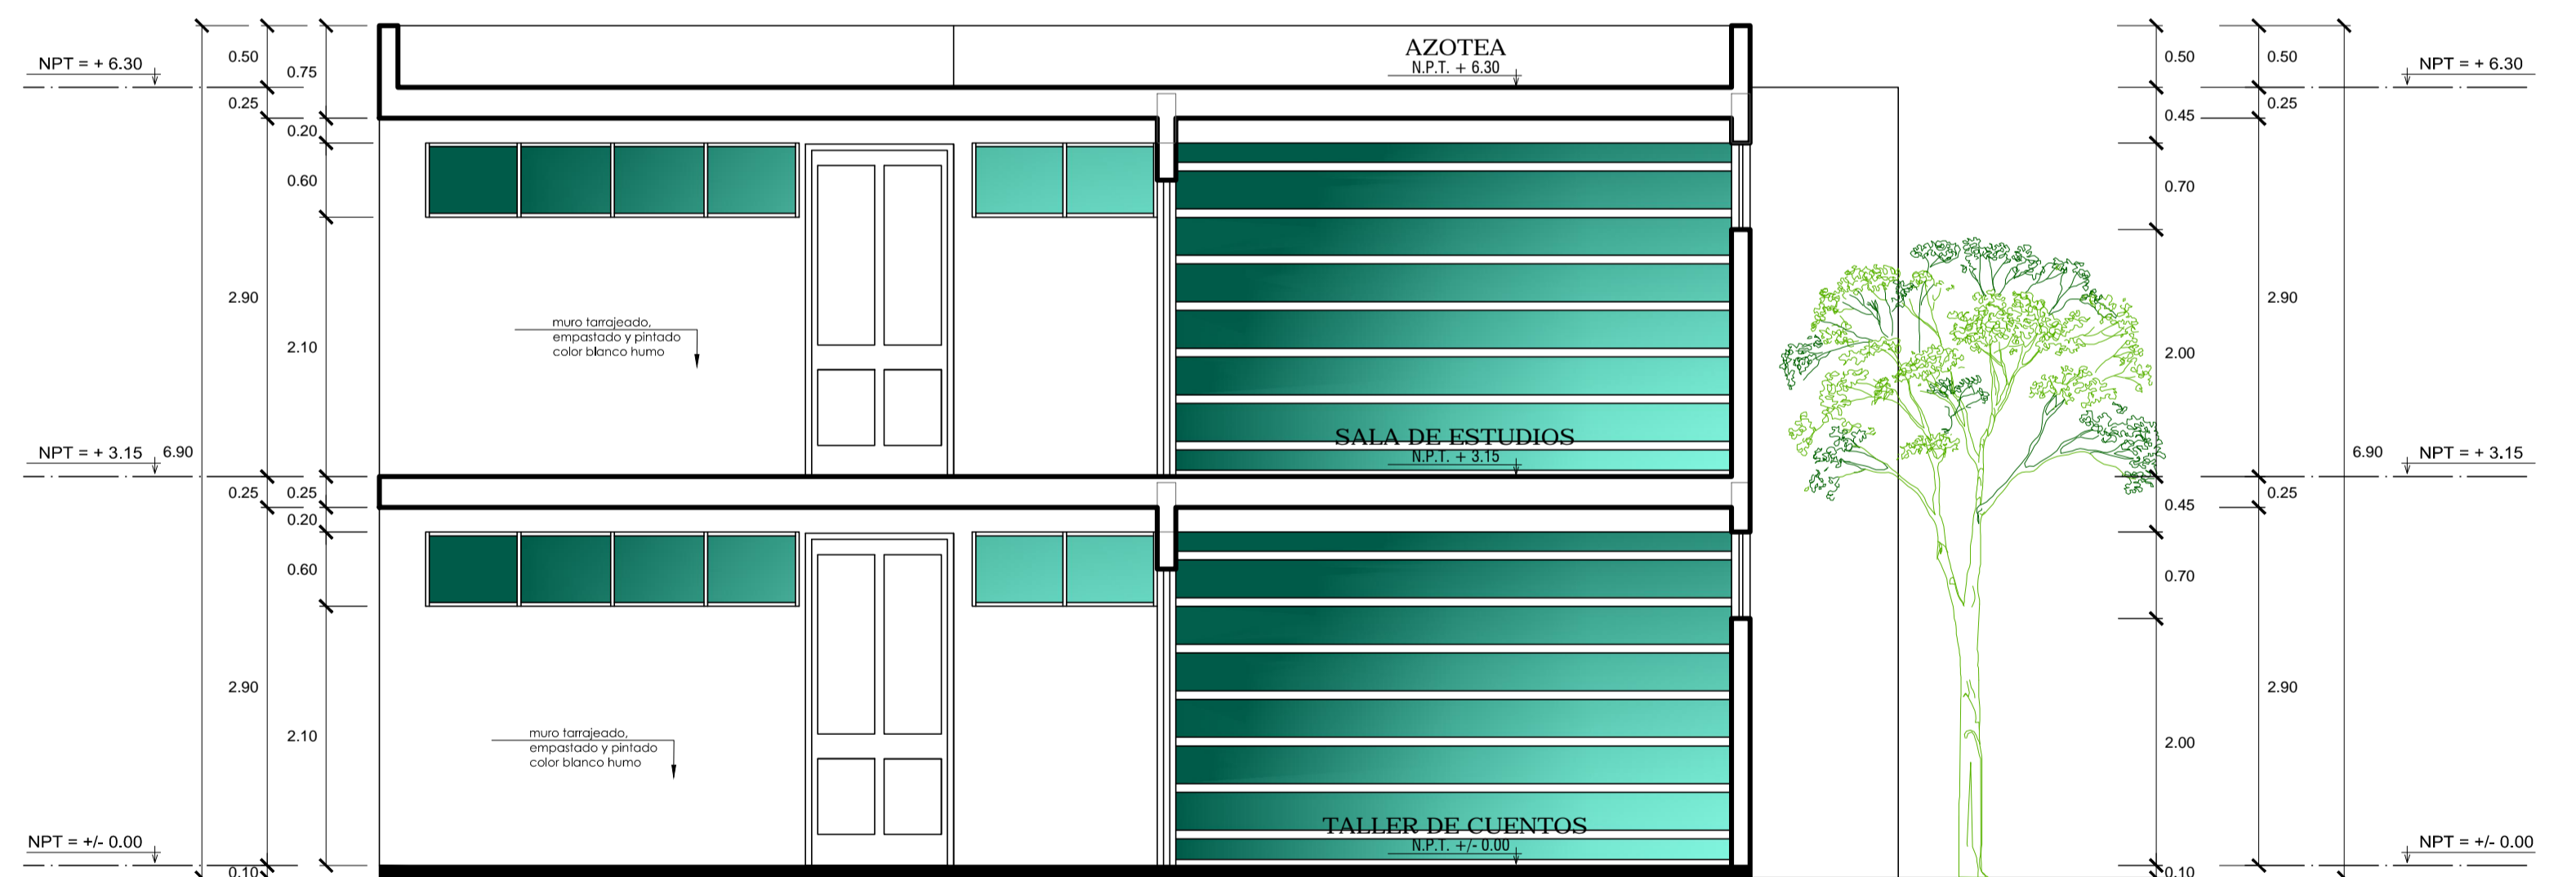 AZOTEA
N.P.T. + 6.30
NPT = + 6.30
0.50
0.75
0.25
0.20
0.60
2.90
2.10
muro tarrajeado,
empastado y pintado
color blanco humo
SALA DE ESTUDIOS
N.P.T. + 3.15
NPT = + 3.15
6.90
0.25
0.25
0.20
0.60
2.90
2.10
muro tarrajeado,
empastado y pintado
color blanco humo
TALLER DE CUENTOS
N.P.T. +/- 0.00
NPT = +/- 0.00
0.10
0.50
0.50
NPT = + 6.30
0.25
0.45
0.70
2.90
2.00
6.90
NPT = + 3.15
0.25
0.45
0.70
2.90
2.00
NPT = +/- 0.00
0.10